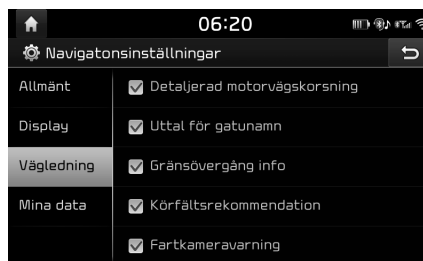 06:20
Navigatonsinställningar
Allmänt
Detaljerad motorvägskorsning
Display
Uttal för gatunamn
Vägledning
Gränsövergång info
Mina data
Körfältsrekommendation
Fartkameravarning